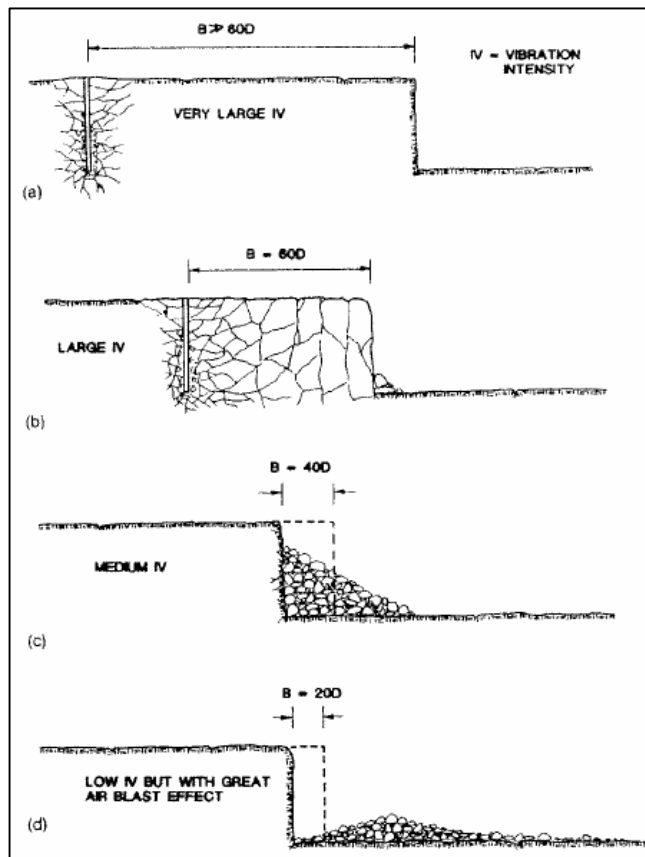 B ≫ 60D
IV = VIBRATION
INTENSITY
VERY LARGE IV
(a)
B = 60D
LARGE IV
(b)
B = 40D
MEDIUM IV
(c)
B = 20D
LOW IV BUT WITH GREAT
AIR BLAST EFFECT
(d)